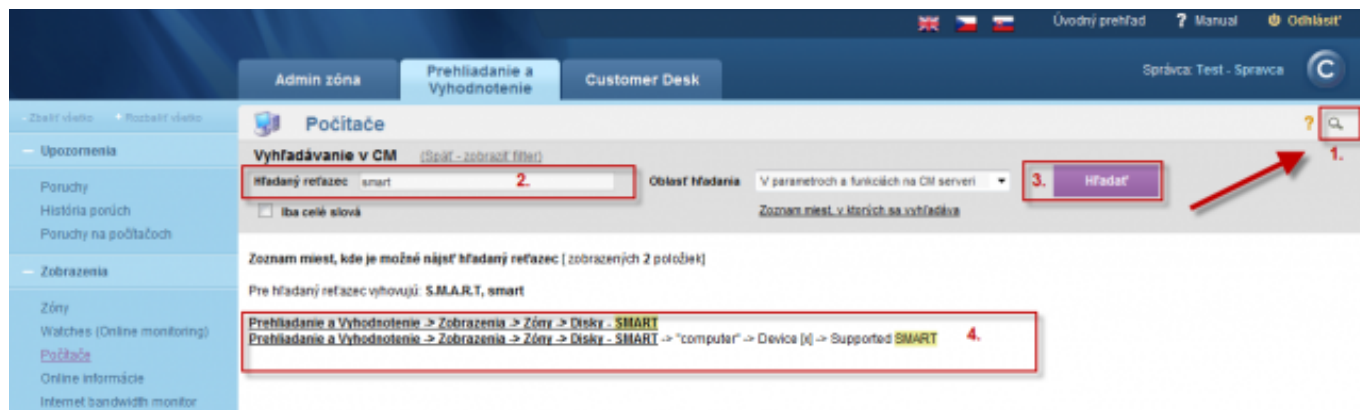 Úvodný prehľad ? Manual Odhlásiť
Admin zóna
Prehliadanie a
Vyhodnotenie
Customer Desk
Správca: Test - Spravca
C
- Zbaliť všetko + Rozbaliť všetko
Počítače
?
1.
- Upozornenia
Poruchy
História porúch
Poruchy na počítačoch
- Zobrazenia
Zóny
Watches (Online monitoring)
Počítače
Online informácie
Internet bandwidth monitor
Vyhľadávanie v CM (Späť - zobraziť filter)
Hľadaný reťazec smart 2. Oblasť hľadania V parametroch a funkciách na CM serveri 3. Hľadať
Iba celé slová Zoznam miest, v ktorých sa vyhľadáva
Zoznam miest, kde je možné nájsť hľadaný reťazec [ zobrazených 2 položiek]
Pre hľadaný reťazec vyhovujú: S.M.A.R.T, smart
Prehliadanie a Vyhodnotenie -> Zobrazenia -> Zóny -> Disky - SMART
Prehliadanie a Vyhodnotenie -> Zobrazenia -> Zóny -> Disky - SMART -> "computer" -> Device [x] -> Supported SMART 4.